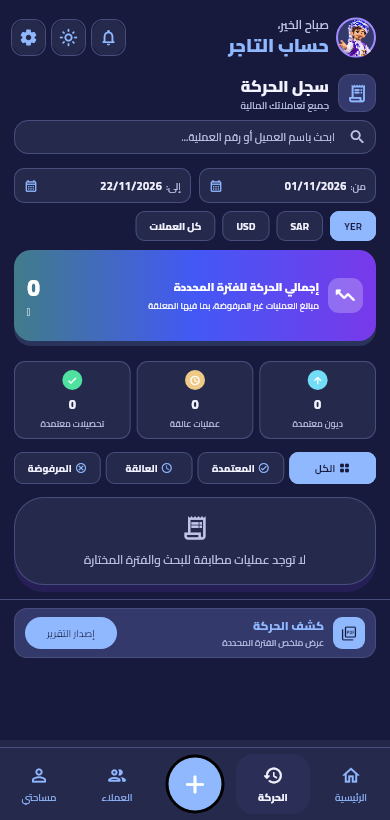 صباح الخير،
حساب التاجر
سجل الحركة
جميع تعاملاتك المالية
ابحث باسم العميل أو رقم العملية...
من: 01/11/2026
إلى: 22/11/2026
YER
SAR
USD
كل العملات
إجمالي الحركة للفترة المحددة
مبالغ العمليات غير المرفوضة، بما فيها المعلقة
0
0
ديون معتمدة
0
عمليات عالقة
0
تحصيلات معتمدة
الكل
المعتمدة
العالقة
المرفوضة
لا توجد عمليات مطابقة للبحث والفترة المختارة
كشف الحركة
عرض ملخص الفترة المحددة
إصدار التقرير
الرئيسية
الحركة
العملاء
مساحتي